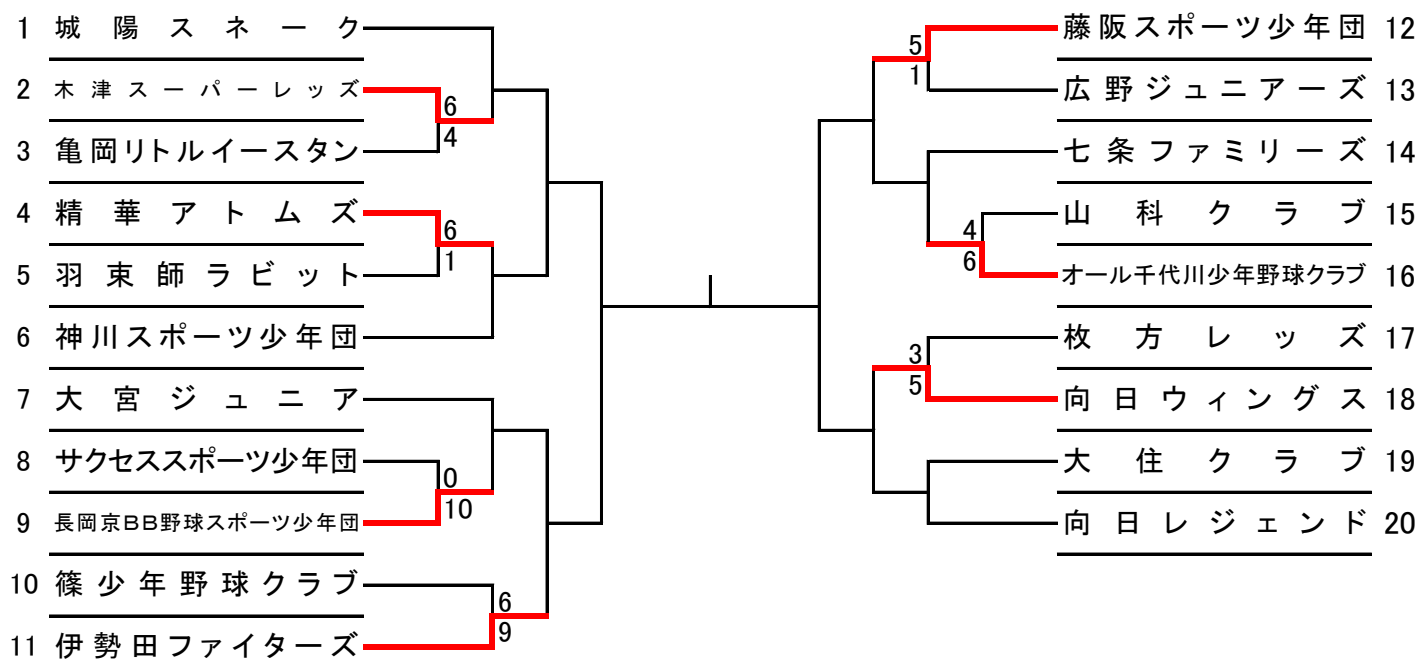 1 城陽スネーク
2 木津スーパーレッズ
6
4
3 亀岡リトルイースタン
4 精華アトムズ
6
1
5 羽束師ラビット
6 神川スポーツ少年団
7 大宮ジュニア
8 サクセススポーツ少年団
0
10
9 長岡京BB野球スポーツ少年団
10 篠少年野球クラブ
6
9
11 伊勢田ファイターズ
藤阪スポーツ少年団 12
5
1
広野ジュニアーズ 13
七条ファミリーズ 14
山科クラブ 15
4
6
オール千代川少年野球クラブ 16
枚方レッズ 17
3
5
向日ウィングス 18
大住クラブ 19
向日レジェンド 20